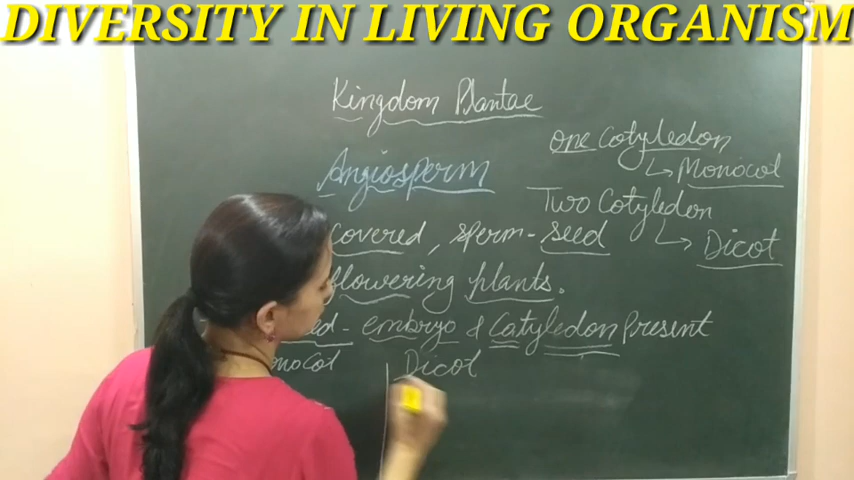 DIVERSITY IN LIVING ORGANISM
Kingdom Plantae
one Cotyledon
Monocot
Angiosperm
Two Cotyledon
Dicot
covered, sperm-seed
flowering plants.
embryo & Catyledon Present
Dicot